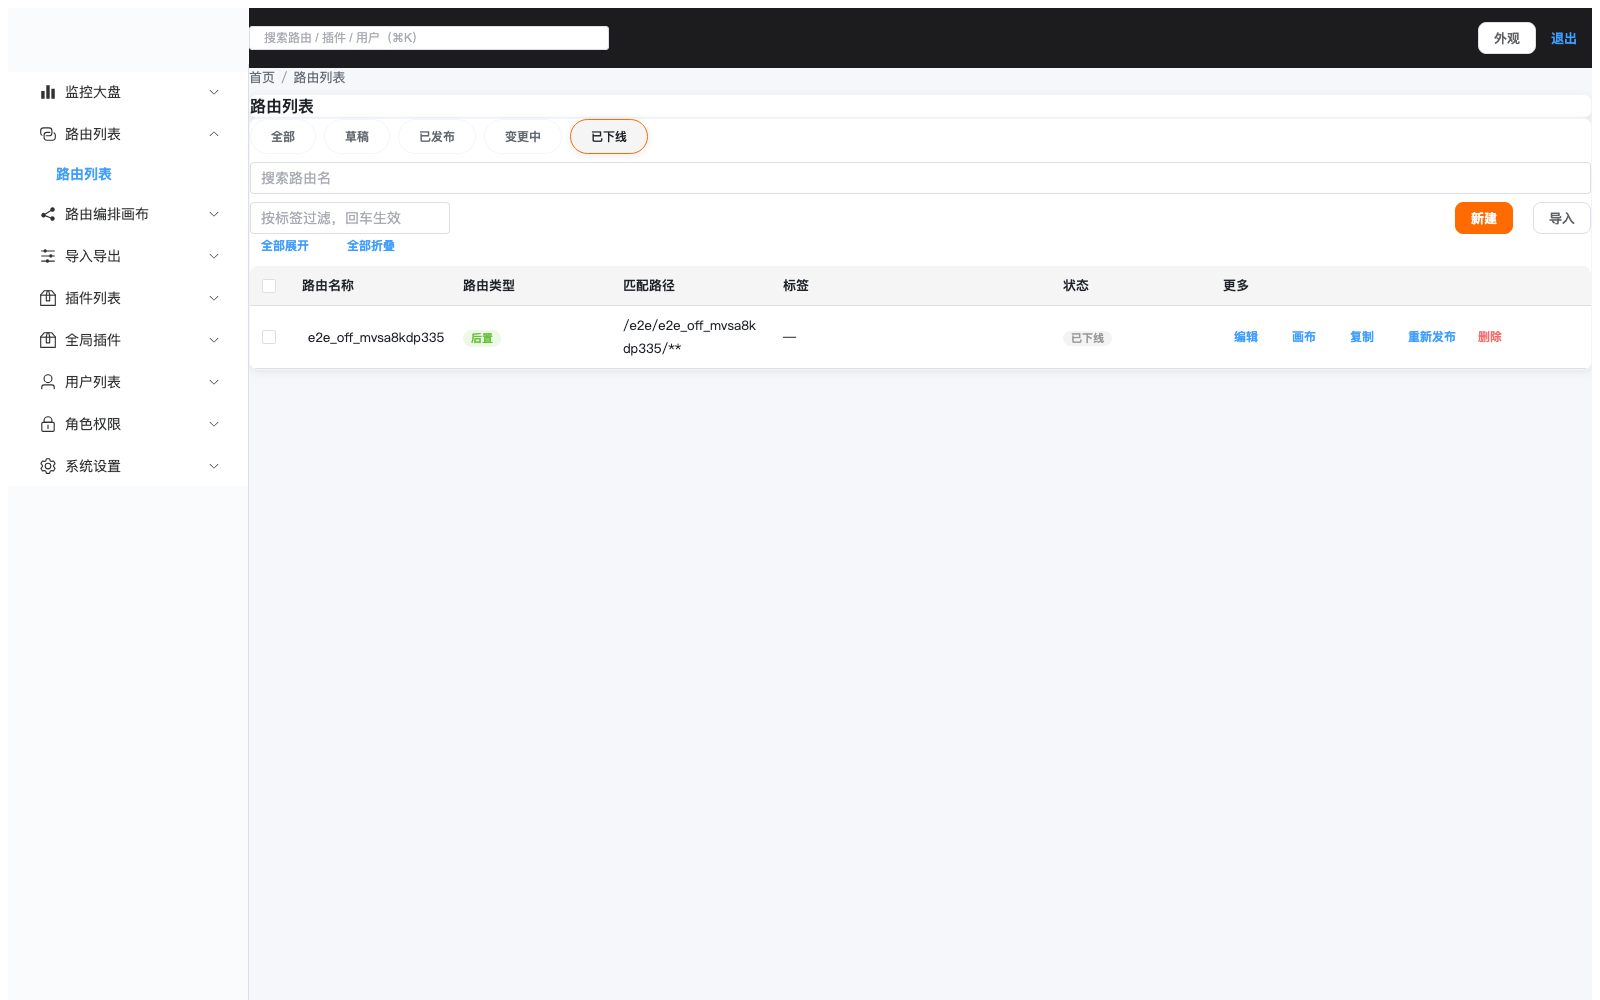 搜索路由 / 插件 / 用户（⌘K）
外观
退出
监控大盘
路由列表
路由列表
路由编排画布
导入导出
插件列表
全局插件
用户列表
角色权限
系统设置
首页 / 路由列表
路由列表
全部
草稿
已发布
变更中
已下线
搜索路由名
按标签过滤，回车生效
新建
导入
全部展开
全部折叠
路由名称 路由类型 匹配路径 标签 状态 更多
e2e_off_mvsa8kdp335
后置
/e2e/e2e_off_mvsa8k
dp335/**
—
已下线
编辑
画布
复制
重新发布
删除